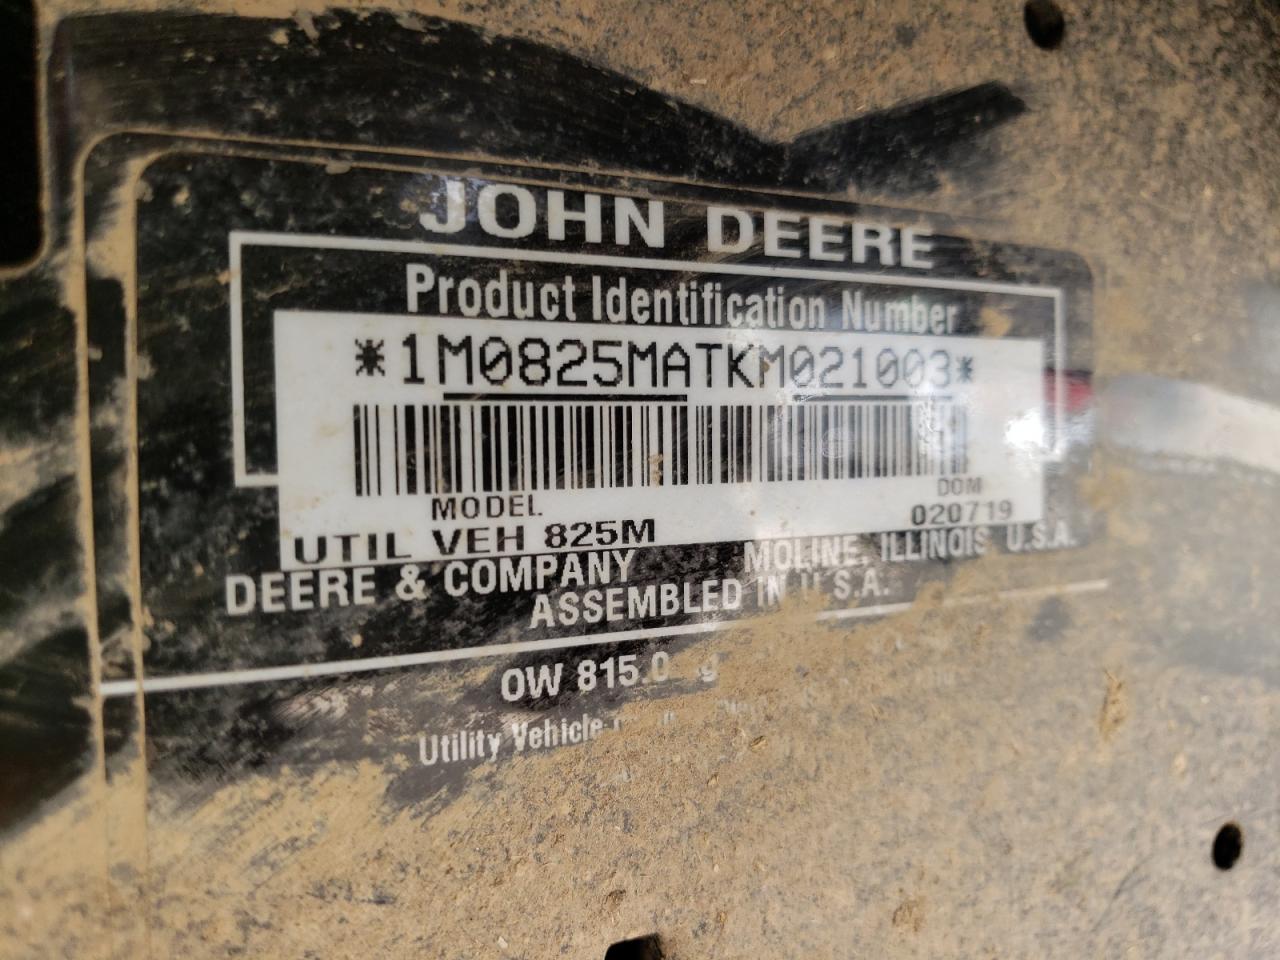 JOHN DEERE
Product Identification Number
*1M0825MATKM021003*
MODEL
DOM
UTIL VEH 825M
020719
DEERE & COMPANY MOLINE, ILLINOIS U.S.A.
ASSEMBLED IN U.S.A.
OW 815.0
Utility Vehicle